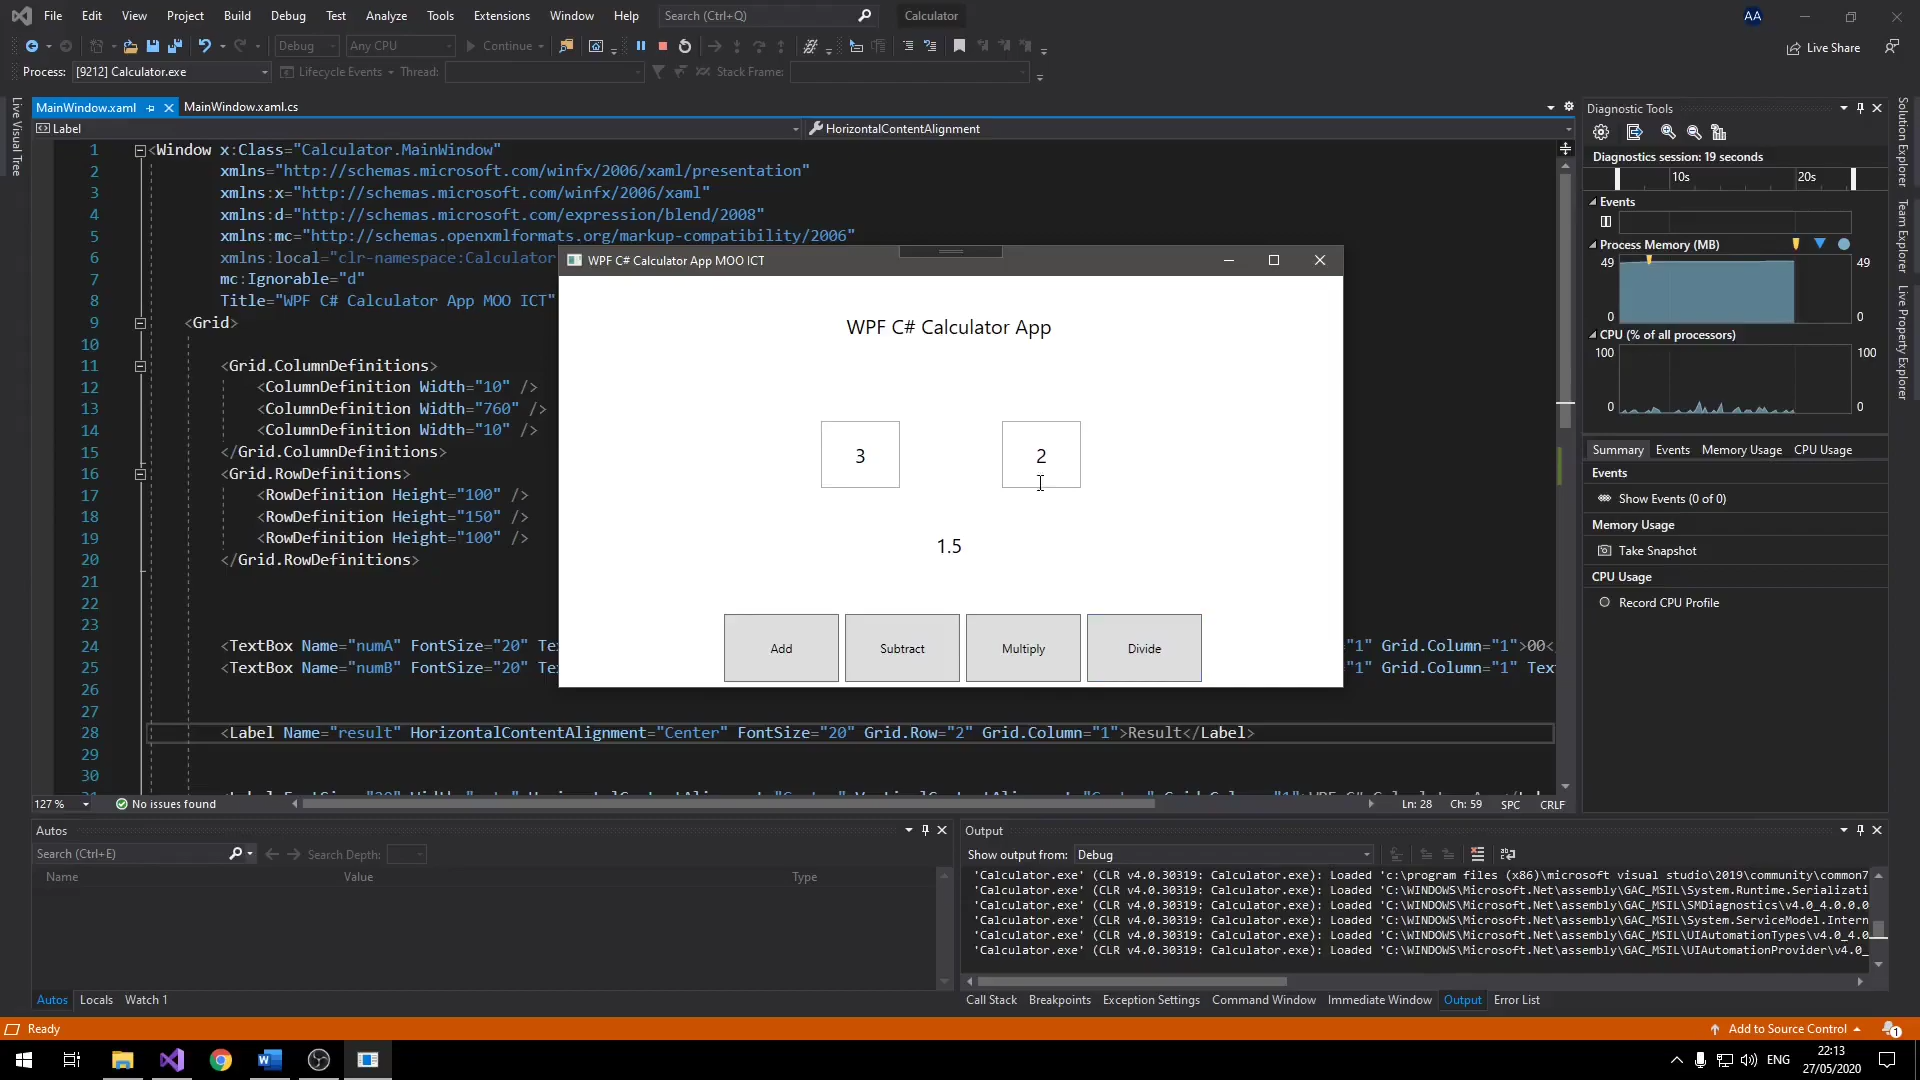 File Edit View Project Build Debug Test Analyze Tools Extensions Window Help Search (Ctrl+Q) Calculator AA
Debug Any CPU Continue Live Share
Process: [9212] Calculator.exe Lifecycle Events Thread: Stack Frame:
Live Visual Tree
MainWindow.xaml MainWindow.xaml.cs
Label HorizontalContentAlignment
1 <Window x:Class="Calculator.MainWindow"
2 xmlns="http://schemas.microsoft.com/winfx/2006/xaml/presentation"
3 xmlns:x="http://schemas.microsoft.com/winfx/2006/xaml"
4 xmlns:d="http://schemas.microsoft.com/expression/blend/2008"
5 xmlns:mc="http://schemas.openxmlformats.org/markup-compatibility/2006"
6 xmlns:local="clr-namespace:Calculator
7 mc:Ignorable="d"
8 Title="WPF C# Calculator App MOO ICT"
9 <Grid>
10
11 <Grid.ColumnDefinitions>
12 <ColumnDefinition Width="10" />
13 <ColumnDefinition Width="760" />
14 <ColumnDefinition Width="10" />
15 </Grid.ColumnDefinitions>
16 <Grid.RowDefinitions>
17 <RowDefinition Height="100" />
18 <RowDefinition Height="150" />
19 <RowDefinition Height="100" />
20 </Grid.RowDefinitions>
21
22
23
24 <TextBox Name="numA" FontSize="20" Te "1" Grid.Column="1">00<
25 <TextBox Name="numB" FontSize="20" Te "1" Grid.Column="1" Tex
26
27
28 <Label Name="result" HorizontalContentAlignment="Center" FontSize="20" Grid.Row="2" Grid.Column="1">Result</Label>
29
30
WPF C# Calculator App MOO ICT
WPF C# Calculator App
3 2
1.5
Add Subtract Multiply Divide
127 % No issues found Ln: 28 Ch: 59 SPC CRLF
Diagnostic Tools
Diagnostics session: 19 seconds
10s 20s
Events
Process Memory (MB)
49 49
0 0
CPU (% of all processors)
100 100
0 0
Summary Events Memory Usage CPU Usage
Events
Show Events (0 of 0)
Memory Usage
Take Snapshot
CPU Usage
Record CPU Profile
Solution Explorer
Team Explorer
Live Property Explorer
Autos
Search (Ctrl+E) Search Depth:
Name Value Type
Autos Locals Watch 1
Output
Show output from: Debug
'Calculator.exe' (CLR v4.0.30319: Calculator.exe): Loaded 'c:\program files (x86)\microsoft visual studio\2019\community\common7
'Calculator.exe' (CLR v4.0.30319: Calculator.exe): Loaded 'C:\WINDOWS\Microsoft.Net\assembly\GAC_MSIL\System.Runtime.Serializati
'Calculator.exe' (CLR v4.0.30319: Calculator.exe): Loaded 'C:\WINDOWS\Microsoft.Net\assembly\GAC_MSIL\SMDiagnostics\v4.0_4.0.0.0
'Calculator.exe' (CLR v4.0.30319: Calculator.exe): Loaded 'C:\WINDOWS\Microsoft.Net\assembly\GAC_MSIL\System.ServiceModel.Intern
'Calculator.exe' (CLR v4.0.30319: Calculator.exe): Loaded 'C:\WINDOWS\Microsoft.Net\assembly\GAC_MSIL\UIAutomationTypes\v4.0_4.0
'Calculator.exe' (CLR v4.0.30319: Calculator.exe): Loaded 'C:\WINDOWS\Microsoft.Net\assembly\GAC_MSIL\UIAutomationProvider\v4.0_
Call Stack Breakpoints Exception Settings Command Window Immediate Window Output Error List
Ready Add to Source Control 1
ENG 22:13
27/05/2020